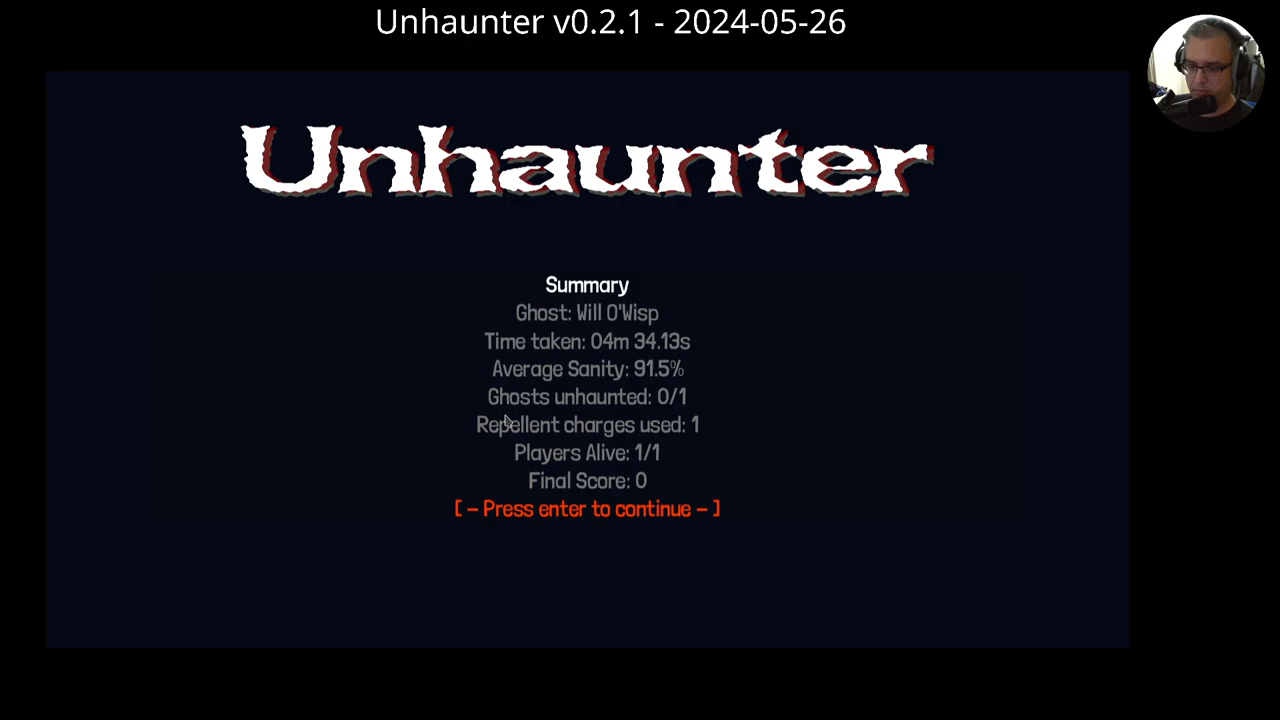 Unhaunter v0.2.1 - 2024-05-26
Unhaunter
Summary
Ghost: Will O'Wisp
Time taken: 04m 34.13s
Average Sanity: 91.5%
Ghosts unhaunted: 0/1
Repellent charges used: 1
Players Alive: 1/1
Final Score: 0
[ - Press enter to continue - ]